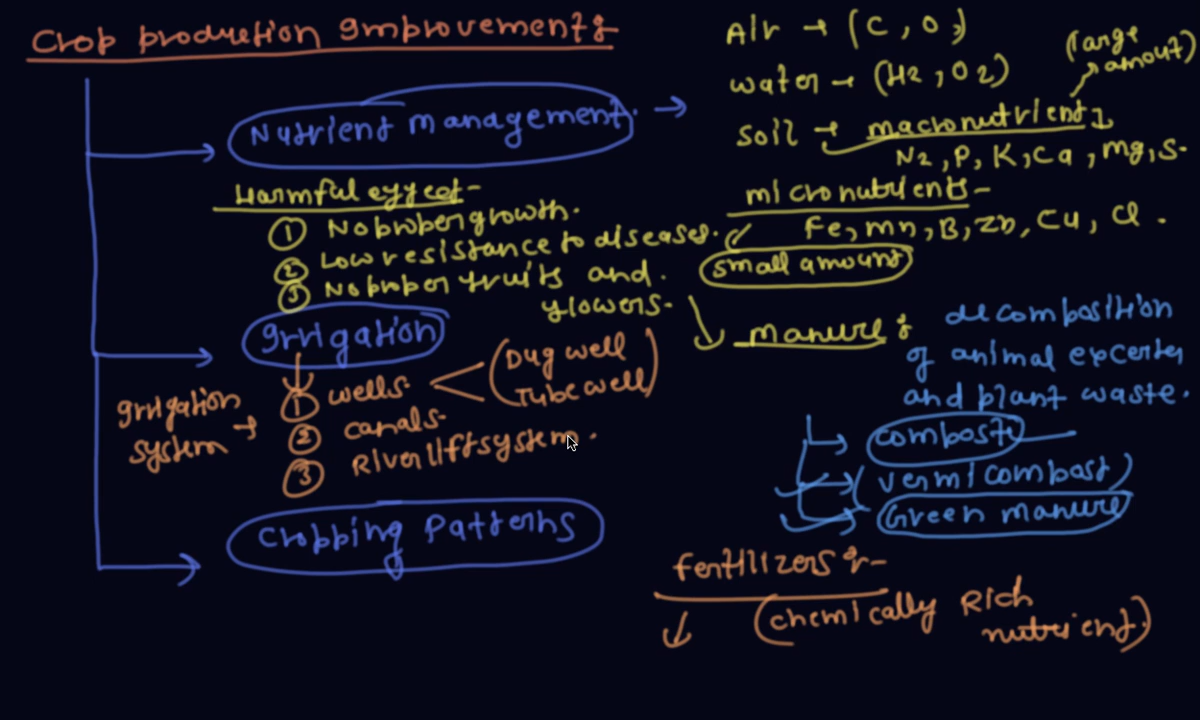 Crop production Improvements
Nutrient management. →
Harmful effect-
① No proper growth.
② Low resistance to diseases.
③ No proper fruits and
flowers.
Irrigation
Irrigation
system →
① wells
(Dug well
Tube well)
② canals
③ River lift system.
Cropping Patterns
Air → (C, O2)
water → (H2, O2)
(large
amount)
Soil → macronutrients
N2, P, K, Ca, mg, S.
micronutrients-
Fe, mn, B, Zn, Cu, Cl.
small amount
manure:
decomposition
of animal
and plant waste.
compost
(vermicompost)
Green manure
fertilizers:-
(chemically Rich
nutrient.)